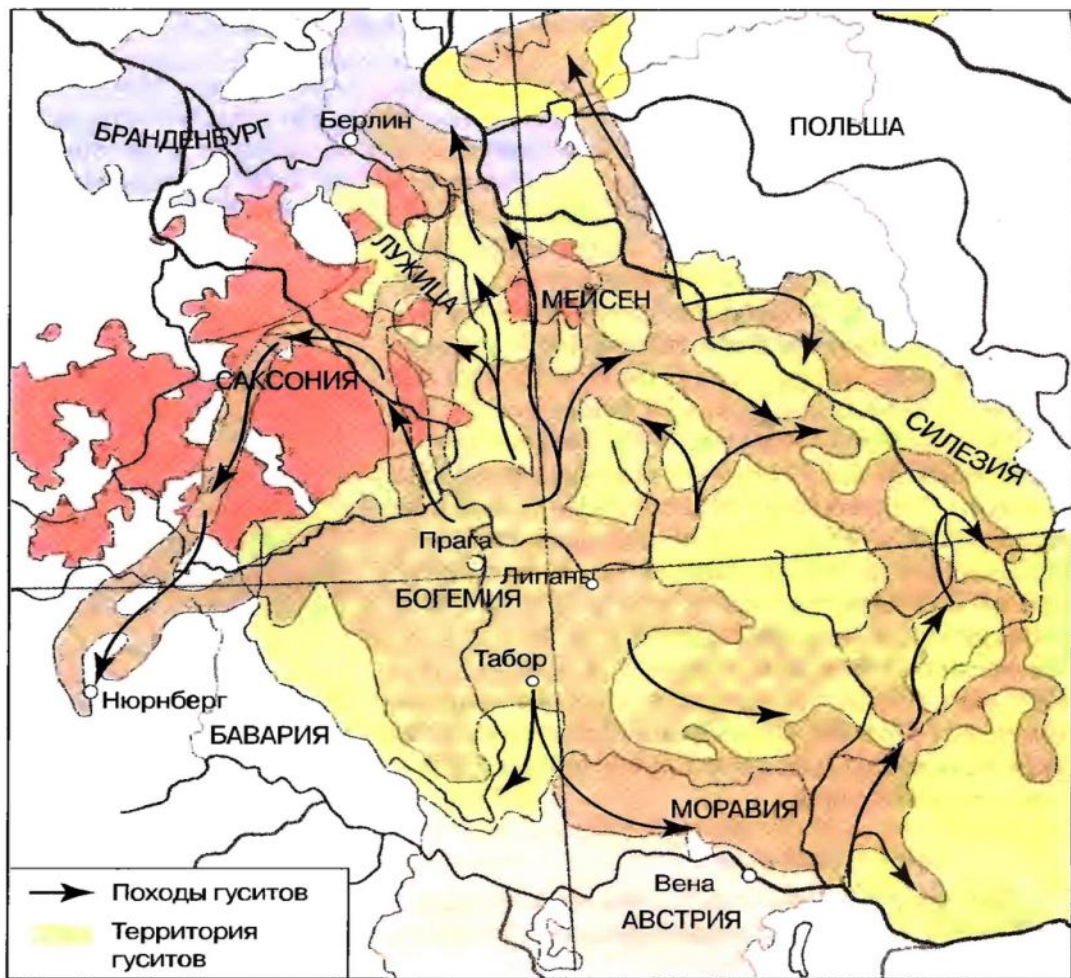 БРАНДЕНБУРГ
Берлин
ПОЛЬША
ЛУЖИЦА
МЕЙСЕН
САКСОНИЯ
СИЛЕЗИЯ
Прага
Липаны
БОГЕМИЯ
Табор
Нюрнберг
БАВАРИЯ
МОРАВИЯ
Вена
АВСТРИЯ
Походы гуситов
Территория
гуситов